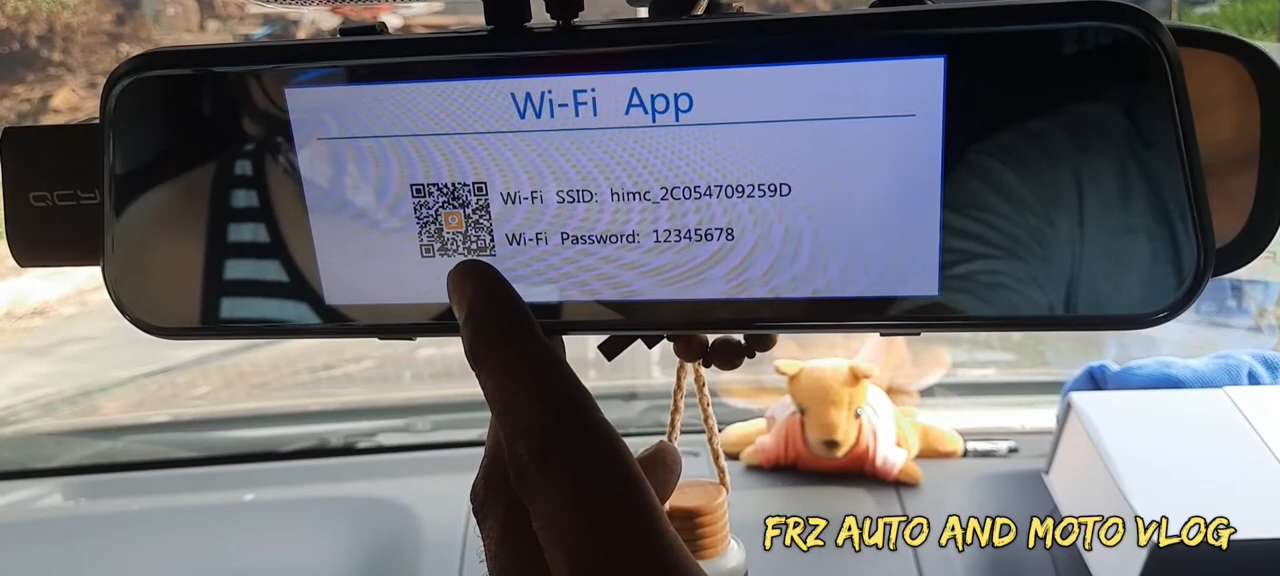 Wi-Fi App
Wi-Fi SSID: himc_2C054709259D
Wi-Fi Password: 12345678
QCY
FRZ AUTO AND MOTO VLOG